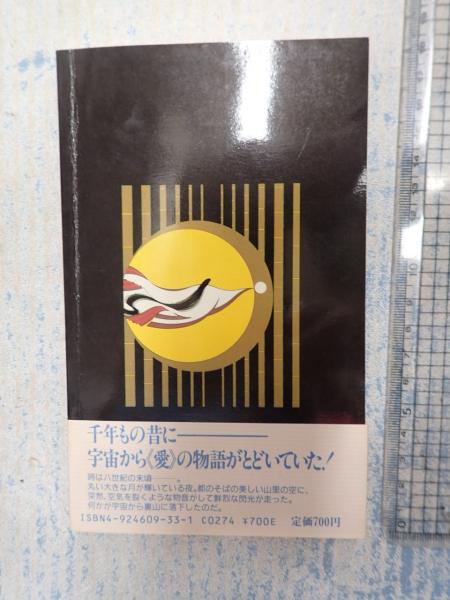 千年もの昔に————
宇宙から《愛》の物語がとどいていた!
時は八世紀の末頃——。
丸い大きな月が輝いている夜。都のそばの美しい山里の空に、
突然、空気を裂くような物音がして鮮烈な閃光が走った。
何かが宇宙から裏山に落下したのだ。
ISBN4-924609-33-1 C0274 ¥700E 定価700円